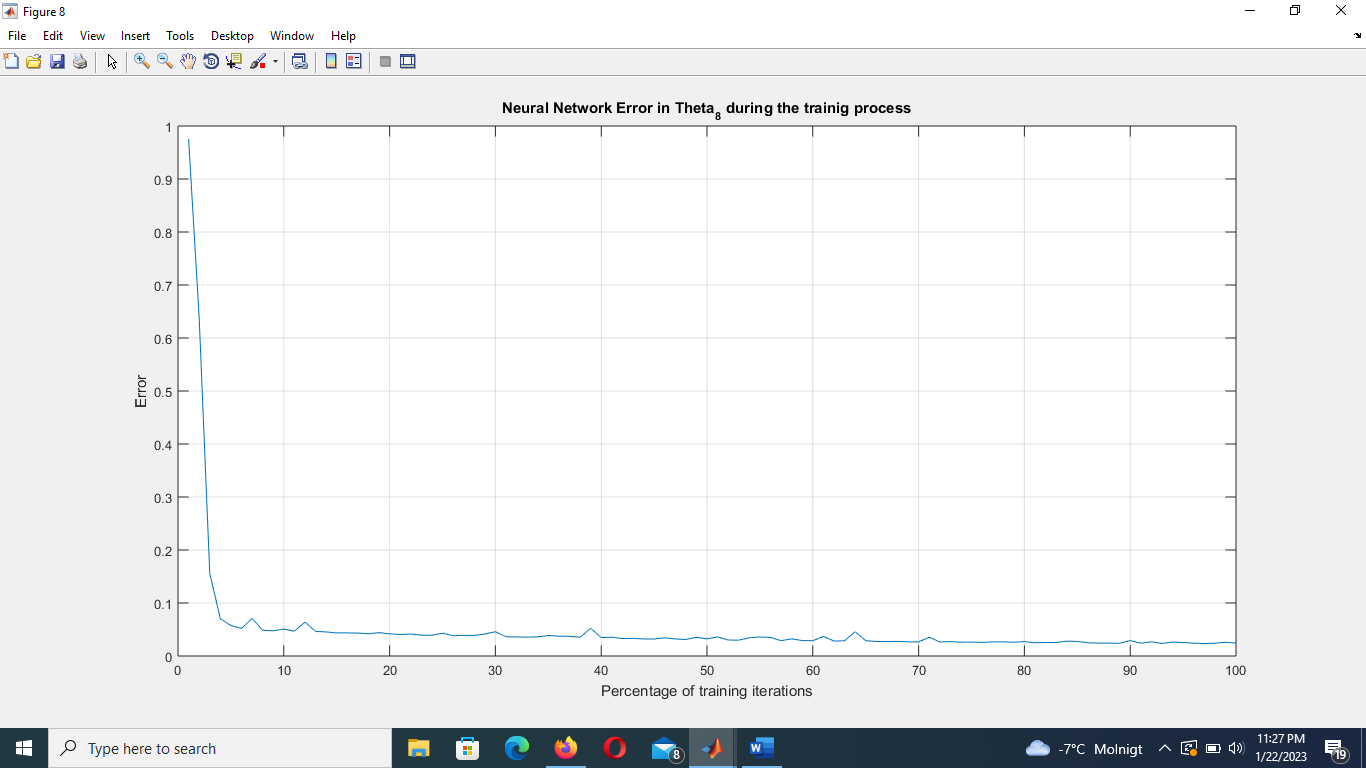 Figure 8
File Edit View Insert Tools Desktop Window Help
Neural Network Error in Theta8 during the trainig process
1
0.9
0.8
0.7
0.6
0.5
0.4
0.3
0.2
0.1
0
Error
0 10 20 30 40 50 60 70 80 90 100
Percentage of training iterations
Type here to search
8
W
-7°C Molnigt
11:27 PM
1/22/2023
19